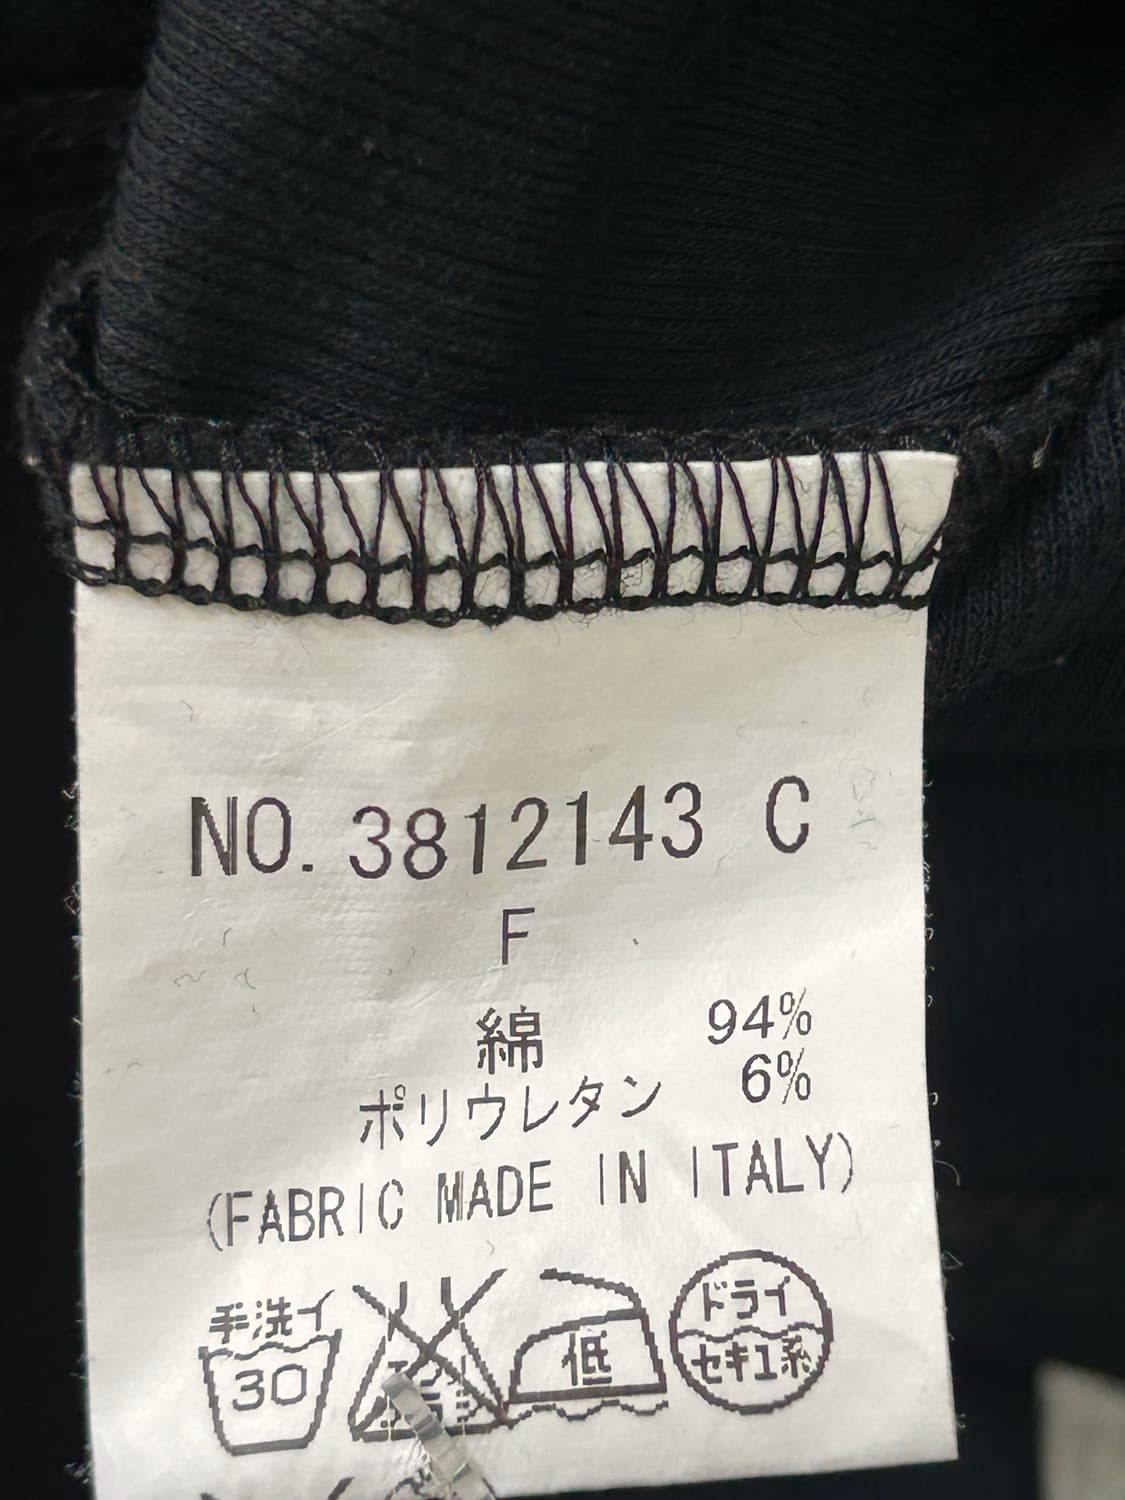 NO. 3812143 C
F
綿 94%
ポリウレタン 6%
(FABRIC MADE IN ITALY)
手洗イ
30
低
ドライ
セキユ系